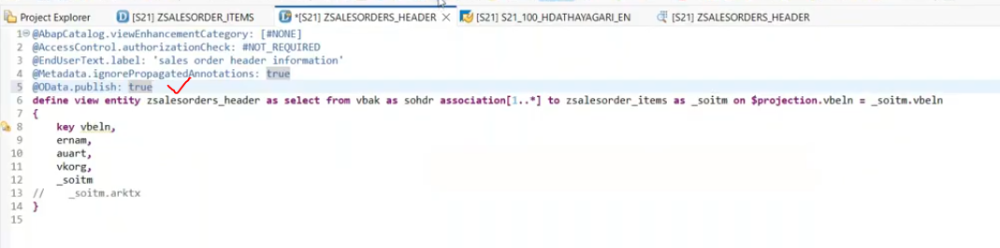 Project Explorer [S21] ZSALESORDER_ITEMS *[S21] ZSALESORDERS_HEADER [S21] S21_100_HDATHAYAGARI_EN [S21] ZSALESORDERS_HEADER
1 @AbapCatalog.viewEnhancementCategory: [#NONE]
2 @AccessControl.authorizationCheck: #NOT_REQUIRED
3 @EndUserText.label: 'sales order header information'
4 @Metadata.ignorePropagatedAnnotations: true
5 @OData.publish: true
6 define view entity zsalesorders_header as select from vbak as sohdr association[1..*] to zsalesorder_items as _soitm on $projection.vbeln = _soitm.vbeln
7 {
8 key vbeln,
9 ernam,
10 auart,
11 vkorg,
12 _soitm
13 // _soitm.arktx
14 }
15